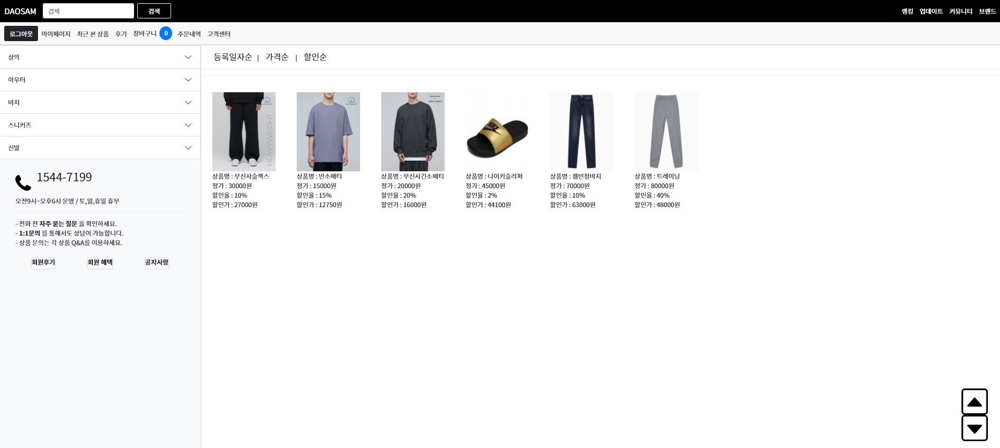 DAOSAM 검색 검색 랭킹 업데이트 커뮤니티 브랜드
로그아웃 마이페이지 최근 본 상품 후기 장바구니 0 주문내역 고객센터
상의
아우터
바지
스니커즈
신발
1544-7199
오전9시~오후6시 운영 / 토,일,휴일 휴무
- 전화 전 자주 묻는 질문 을 확인하세요.
- 1:1문의 를 통해서도 상담이 가능합니다.
- 상품 문의는 각 상품 Q&A를 이용하세요.
회원후기 회원 혜택 공지사항
등록일자순 | 가격순 | 할인순
HEAVYWEIGHT
상품명 : 무신사슬랙스
정가 : 30000원
할인율 : 10%
할인가 : 27000원
상품명 : 반소매티
정가 : 15000원
할인율 : 15%
할인가 : 12750원
상품명 : 무신사긴소매티
정가 : 20000원
할인율 : 20%
할인가 : 16000원
NIKE
상품명 : 나이키슬리퍼
정가 : 45000원
할인율 : 2%
할인가 : 44100원
상품명 : 켈빈청바지
정가 : 70000원
할인율 : 10%
할인가 : 63000원
상품명 : 트레이닝
정가 : 80000원
할인율 : 40%
할인가 : 48000원